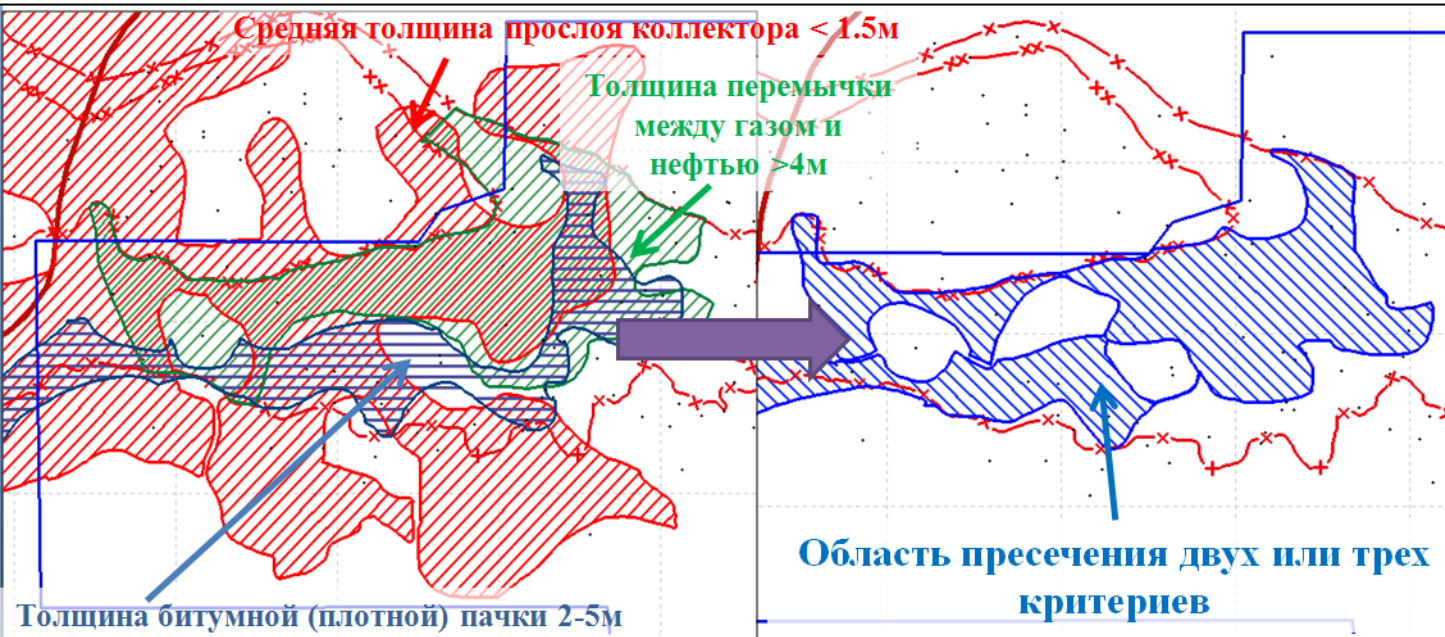 Средняя толщина прослоя коллектора < 1.5м
Толщина перемычки
между газом и
нефтью >4м
Толщина битумной (плотной) пачки 2-5м
Область пресечения двух или трех
критериев